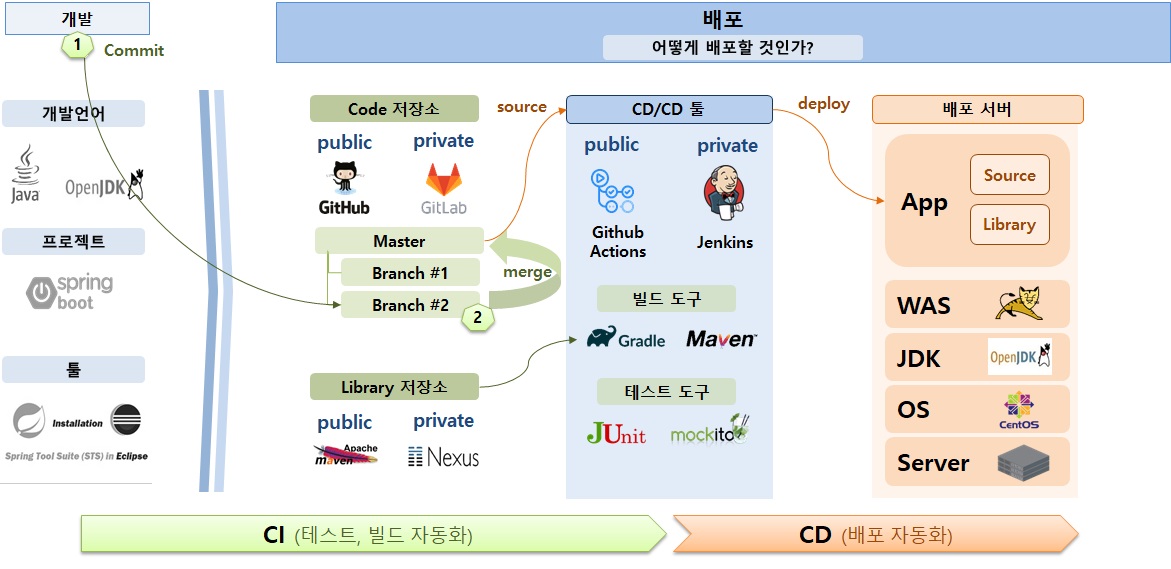 개발
1
Commit
배포
어떻게 배포할 것인가?
개발언어
Java
OpenJDK
프로젝트
spring
boot
툴
Installation
Spring Tool Suite (STS) in Eclipse
Code 저장소
public
private
GitHub
GitLab
Master
Branch #1
Branch #2
2
merge
source
Library 저장소
public
private
Apache
maven
Nexus
CD/CD 툴
public
private
Github
Actions
Jenkins
빌드 도구
Gradle
Maven™
테스트 도구
JUnit
mockito
deploy
배포 서버
App
Source
Library
WAS
JDK
OpenJDK
OS
CentOS
Server
CI (테스트, 빌드 자동화)
CD (배포 자동화)